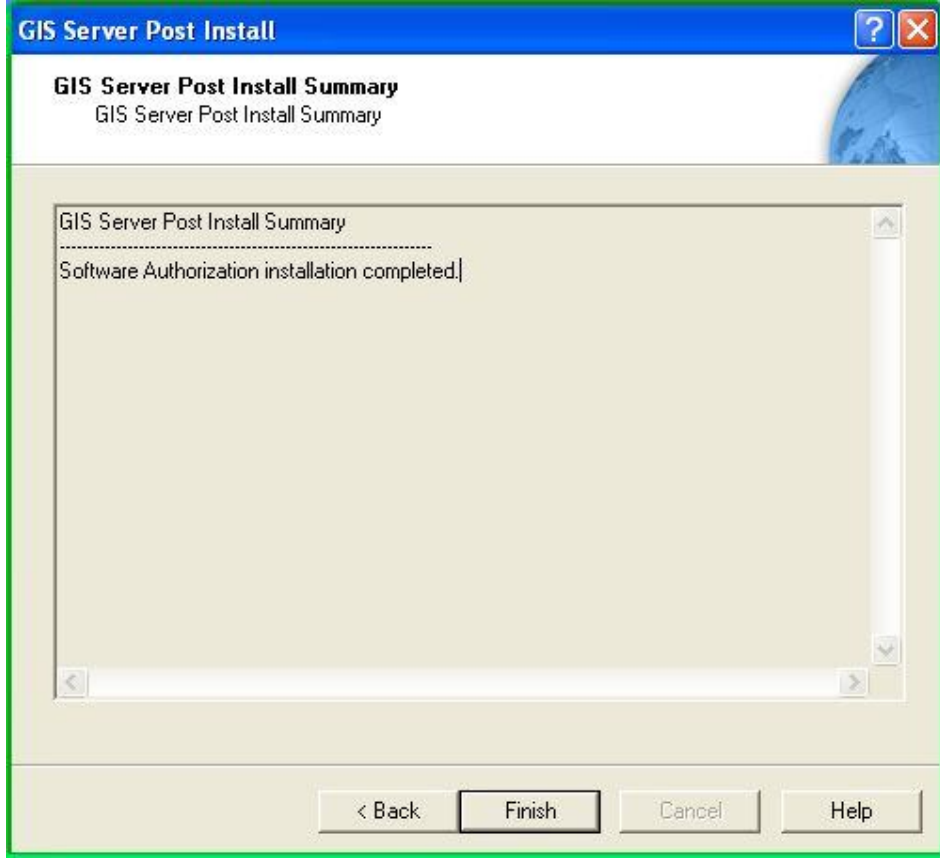 GIS Server Post Install
GIS Server Post Install Summary
GIS Server Post Install Summary
GIS Server Post Install Summary
------------------------------------------------------------------
Software Authorization installation completed.
< Back
Finish
Cancel
Help